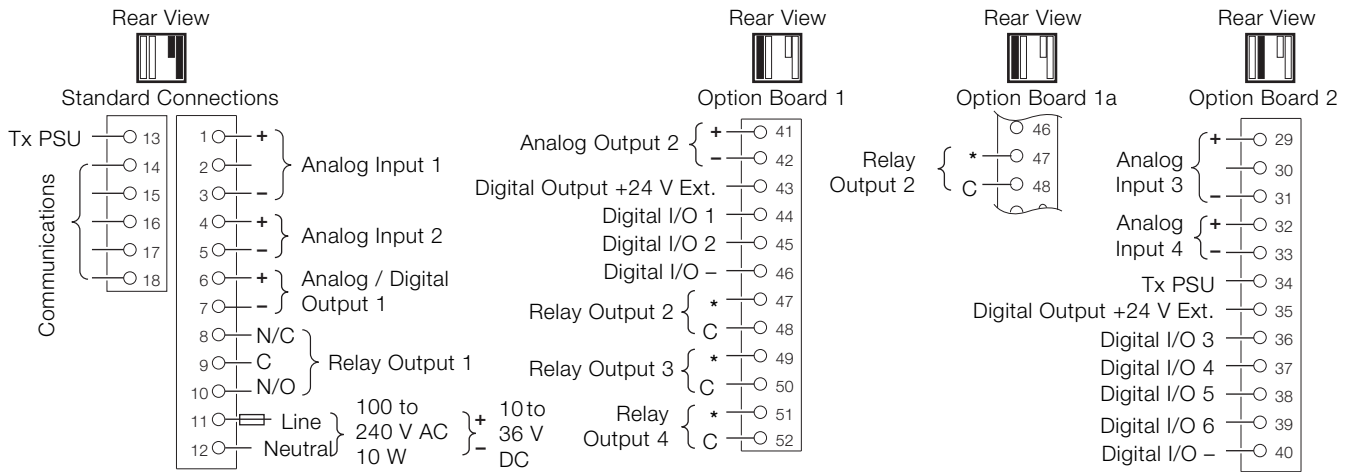 Rear View
Standard Connections
Tx PSU
13
14
15
16
17
18
Communications
1 +
2
3 –
Analog Input 1
4 +
5 –
Analog Input 2
6 +
7 –
Analog / Digital
Output 1
8 N/C
9 C
10 N/O
Relay Output 1
11 Line
12 Neutral
100 to
240 V AC
10 W
+
–
10 to
36 V
DC
Rear View
Option Board 1
Analog Output 2
+ 41
– 42
Digital Output +24 V Ext. 43
Digital I/O 1 44
Digital I/O 2 45
Digital I/O – 46
Relay Output 2
* 47
C 48
Relay Output 3
* 49
C 50
Relay
Output 4
* 51
C 52
Rear View
Option Board 1a
46
Relay
Output 2
* 47
C 48
Rear View
Option Board 2
Analog
Input 3
+ 29
30
– 31
Analog
Input 4
+ 32
– 33
Tx PSU 34
Digital Output +24 V Ext. 35
Digital I/O 3 36
Digital I/O 4 37
Digital I/O 5 38
Digital I/O 6 39
Digital I/O – 40